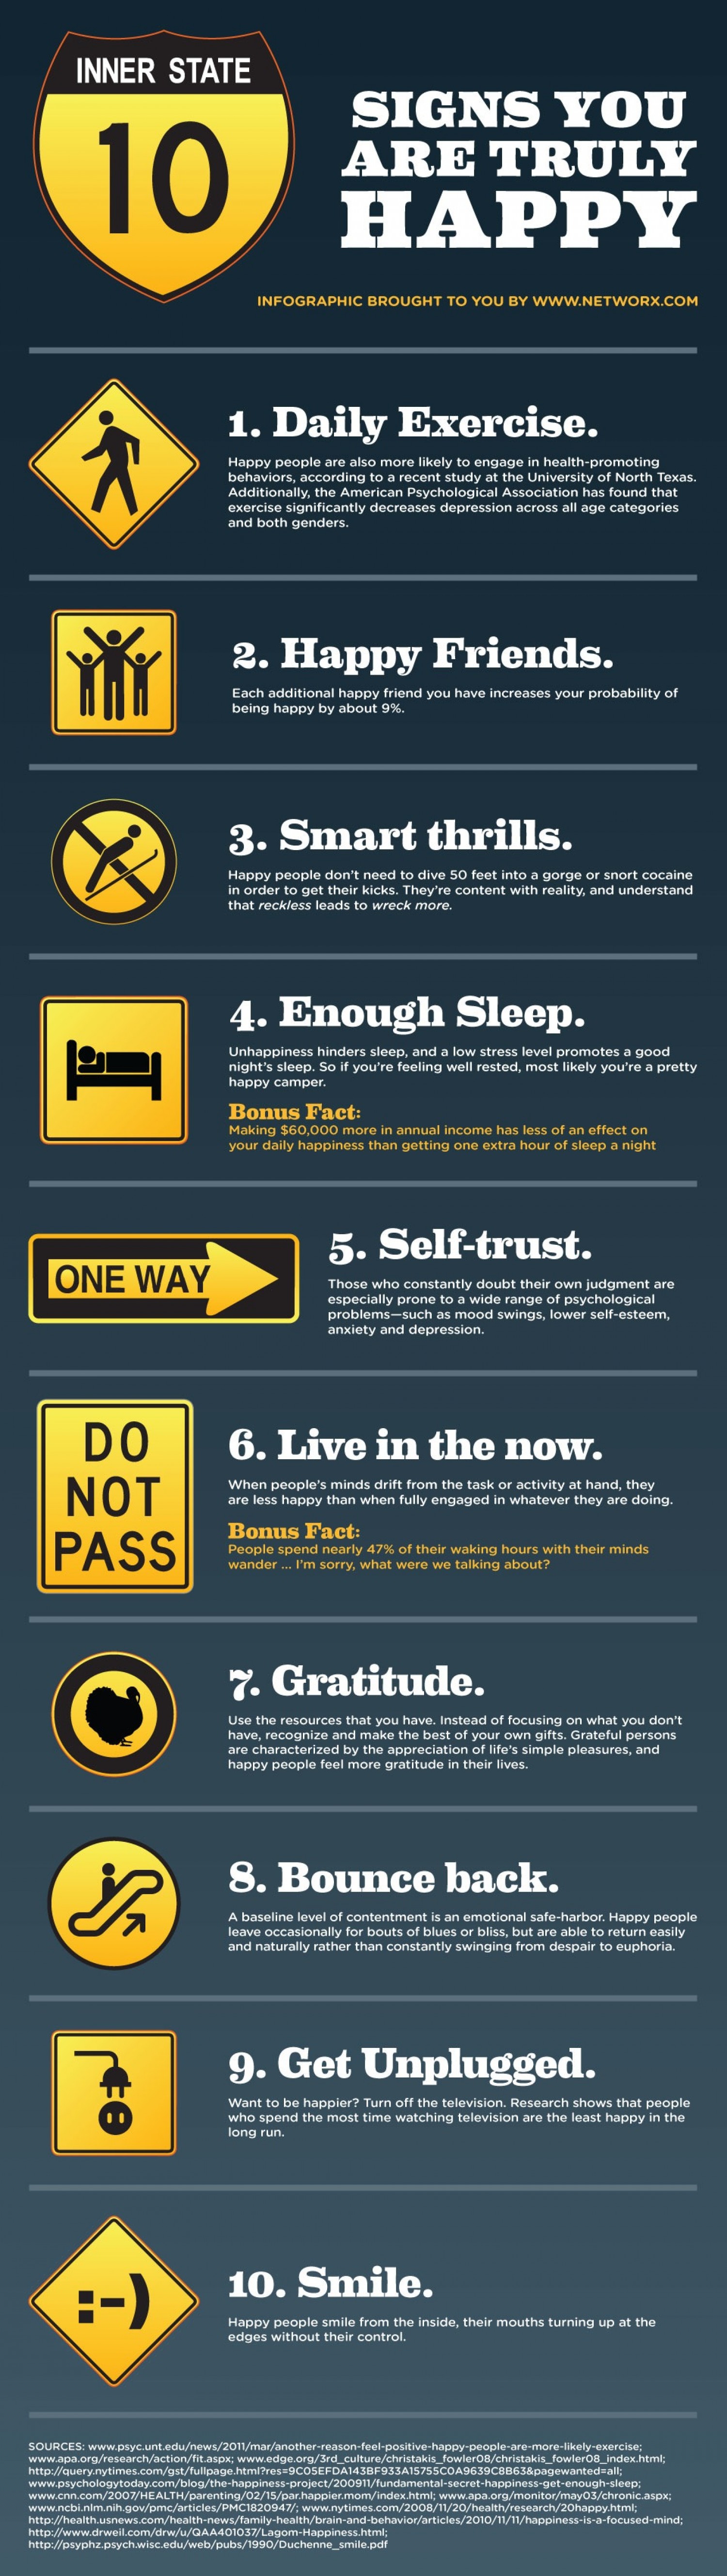 INNER STATE
10
SIGNS YOU
ARE TRULY
HAPPY
INFOGRAPHIC BROUGHT TO YOU BY WWW.NETWORX.COM
1. Daily Exercise.
Happy people are also more likely to engage in health-promoting
behaviors, according to a recent study at the University of North Texas.
Additionally, the American Psychological Association has found that
exercise significantly decreases depression across all age categories
and both genders.
2. Happy Friends.
Each additional happy friend you have increases your probability of
being happy by about 9%.
3. Smart thrills.
Happy people don't need to dive 50 feet into a gorge or snort cocaine
in order to get their kicks. They're content with reality, and understand
that reckless leads to wreck more.
4. Enough Sleep.
Unhappiness hinders sleep, and a low stress level promotes a good
night's sleep. So if you're feeling well rested, most likely you're a pretty
happy camper.
Bonus Fact:
Making $60,000 more in annual income has less of an effect on
your daily happiness than getting one extra hour of sleep a night
ONE WAY
5. Self-trust.
Those who constantly doubt their own judgment are
especially prone to a wide range of psychological
problems—such as mood swings, lower self-esteem,
anxiety and depression.
DO
NOT
PASS
6. Live in the now.
When people's minds drift from the task or activity at hand, they
are less happy than when fully engaged in whatever they are doing.
Bonus Fact:
People spend nearly 47% of their waking hours with their minds
wander ... I'm sorry, what were we talking about?
7. Gratitude.
Use the resources that you have. Instead of focusing on what you don't
have, recognize and make the best of your own gifts. Grateful persons
are characterized by the appreciation of life's simple pleasures, and
happy people feel more gratitude in their lives.
8. Bounce back.
A baseline level of contentment is an emotional safe-harbor. Happy people
leave occasionally for bouts of blues or bliss, but are able to return easily
and naturally rather than constantly swinging from despair to euphoria.
9. Get Unplugged.
Want to be happier? Turn off the television. Research shows that people
who spend the most time watching television are the least happy in the
long run.
:-)
10. Smile.
Happy people smile from the inside, their mouths turning up at the
edges without their control.
SOURCES: www.psyc.unt.edu/news/2011/mar/another-reason-feel-positive-happy-people-are-more-likely-exercise;
www.apa.org/research/action/fit.aspx; www.edge.org/3rd_culture/christakis_fowler08/christakis_fowler08_index.html;
http://query.nytimes.com/gst/fullpage.html?res=9C05EFDA143BF933A15755C0A9639C8B63&pagewanted=all;
www.psychologytoday.com/blog/the-happiness-project/200911/fundamental-secret-happiness-get-enough-sleep;
www.cnn.com/2007/HEALTH/parenting/02/15/par.happier.mom/index.html; www.apa.org/monitor/may03/chronic.aspx;
www.ncbi.nlm.nih.gov/pmc/articles/PMC1820947/; www.nytimes.com/2008/11/20/health/research/20happy.html;
http://health.usnews.com/health-news/family-health/brain-and-behavior/articles/2010/11/11/happiness-is-a-focused-mind;
http://www.drweil.com/drw/u/QAA401037/Lagom-Happiness.html;
http://psyphz.psych.wisc.edu/web/pubs/1990/Duchenne_smile.pdf